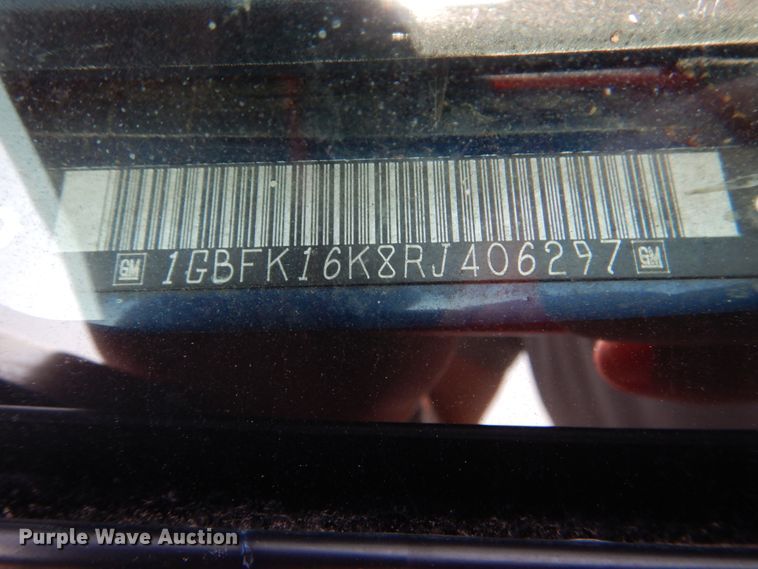 GM 1GBFK16K8RJ406297 GM
Purple Wave Auction